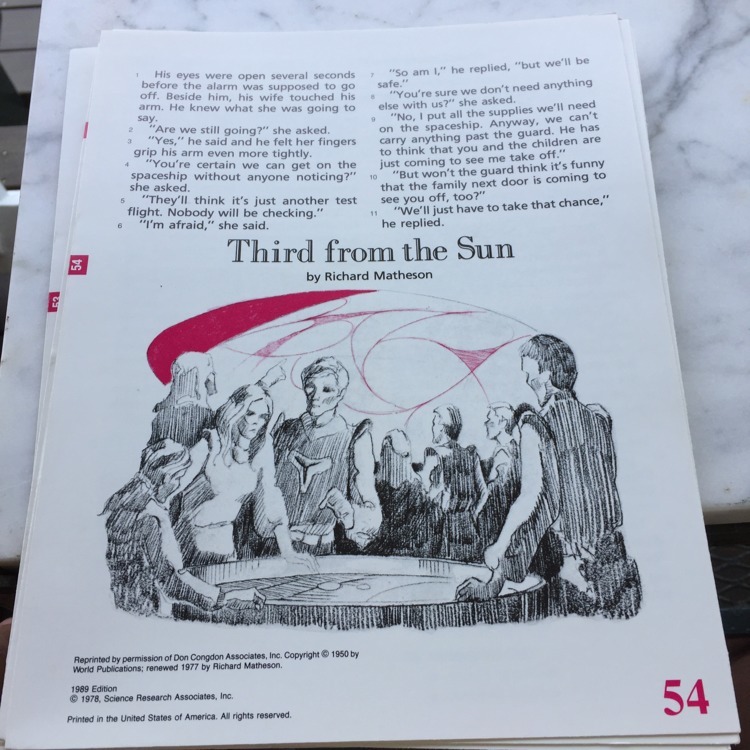 1 His eyes were open several seconds
before the alarm was supposed to go
off. Beside him, his wife touched his
arm. He knew what she was going to
say.
2 "Are we still going?" she asked.
3 "Yes," he said and he felt her fingers
grip his arm even more tightly.
4 "You're certain we can get on the
spaceship without anyone noticing?"
she asked.
5 "They'll think it's just another test
flight. Nobody will be checking."
6 "I'm afraid," she said.
7 "So am I," he replied, "but we'll be
safe."
8 "You're sure we don't need anything
else with us?" she asked.
9 "No, I put all the supplies we'll need
on the spaceship. Anyway, we can't
carry anything past the guard. He has
to think that you and the children are
just coming to see me take off."
10 "But won't the guard think it's funny
that the family next door is coming to
see you off, too?"
11 "We'll just have to take that chance,"
he replied.
Third from the Sun
by Richard Matheson
54
53
Reprinted by permission of Don Congdon Associates, Inc. Copyright © 1950 by
World Publications; renewed 1977 by Richard Matheson.
1989 Edition
© 1978, Science Research Associates, Inc.
Printed in the United States of America. All rights reserved.
54